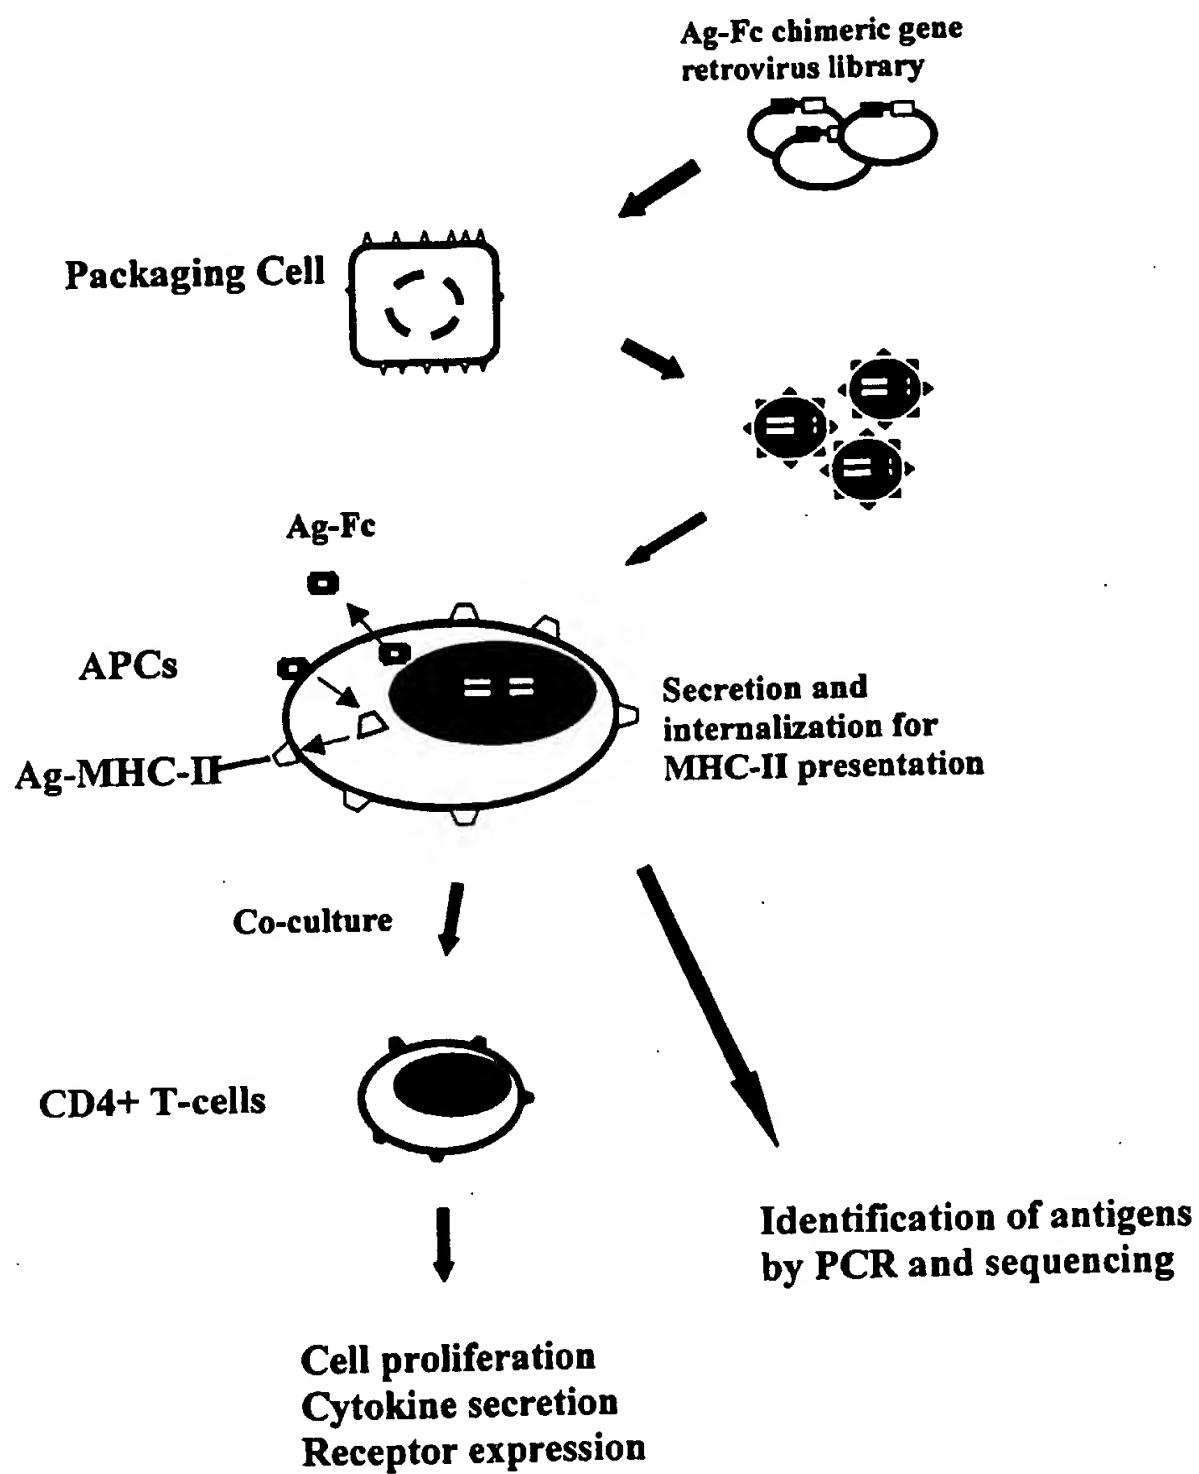 Ag-Fc chimeric gene
retrovirus library
Packaging Cell
Ag-Fc
APCs
Secretion and
internalization for
MHC-II presentation
Ag-MHC-II
Co-culture
CD4+ T-cells
Identification of antigens
by PCR and sequencing
Cell proliferation
Cytokine secretion
Receptor expression